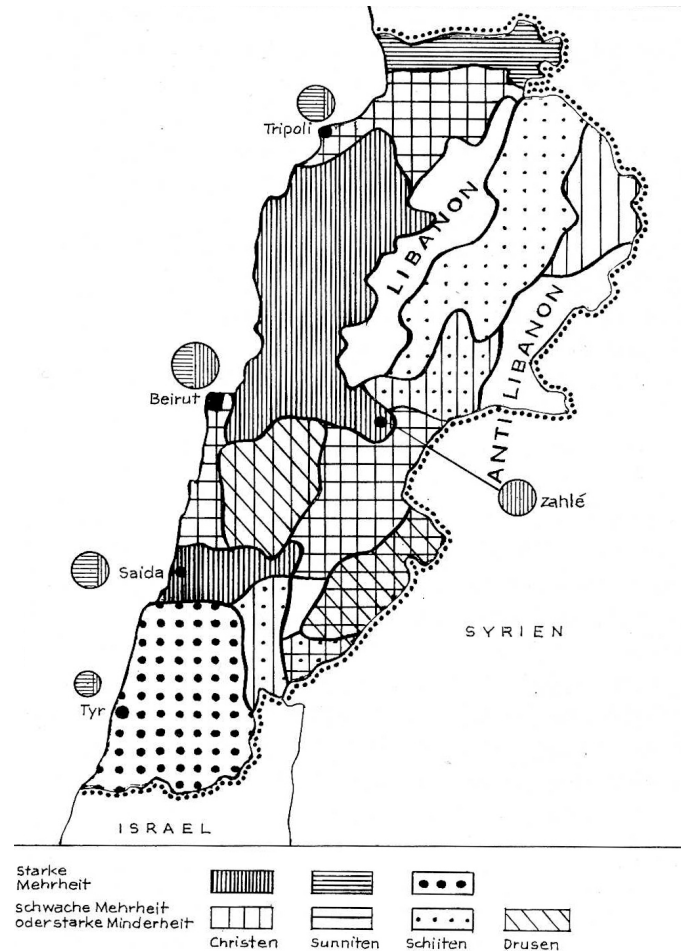 Tripoli
LIBANON
ANTI LIBANON
Beirut
Zahlé
Saida
SYRIEN
Tyr
ISRAEL
Starke
Mehrheit
schwache Mehrheit
oder starke Minderheit
Christen Sunniten Schiiten Drusen